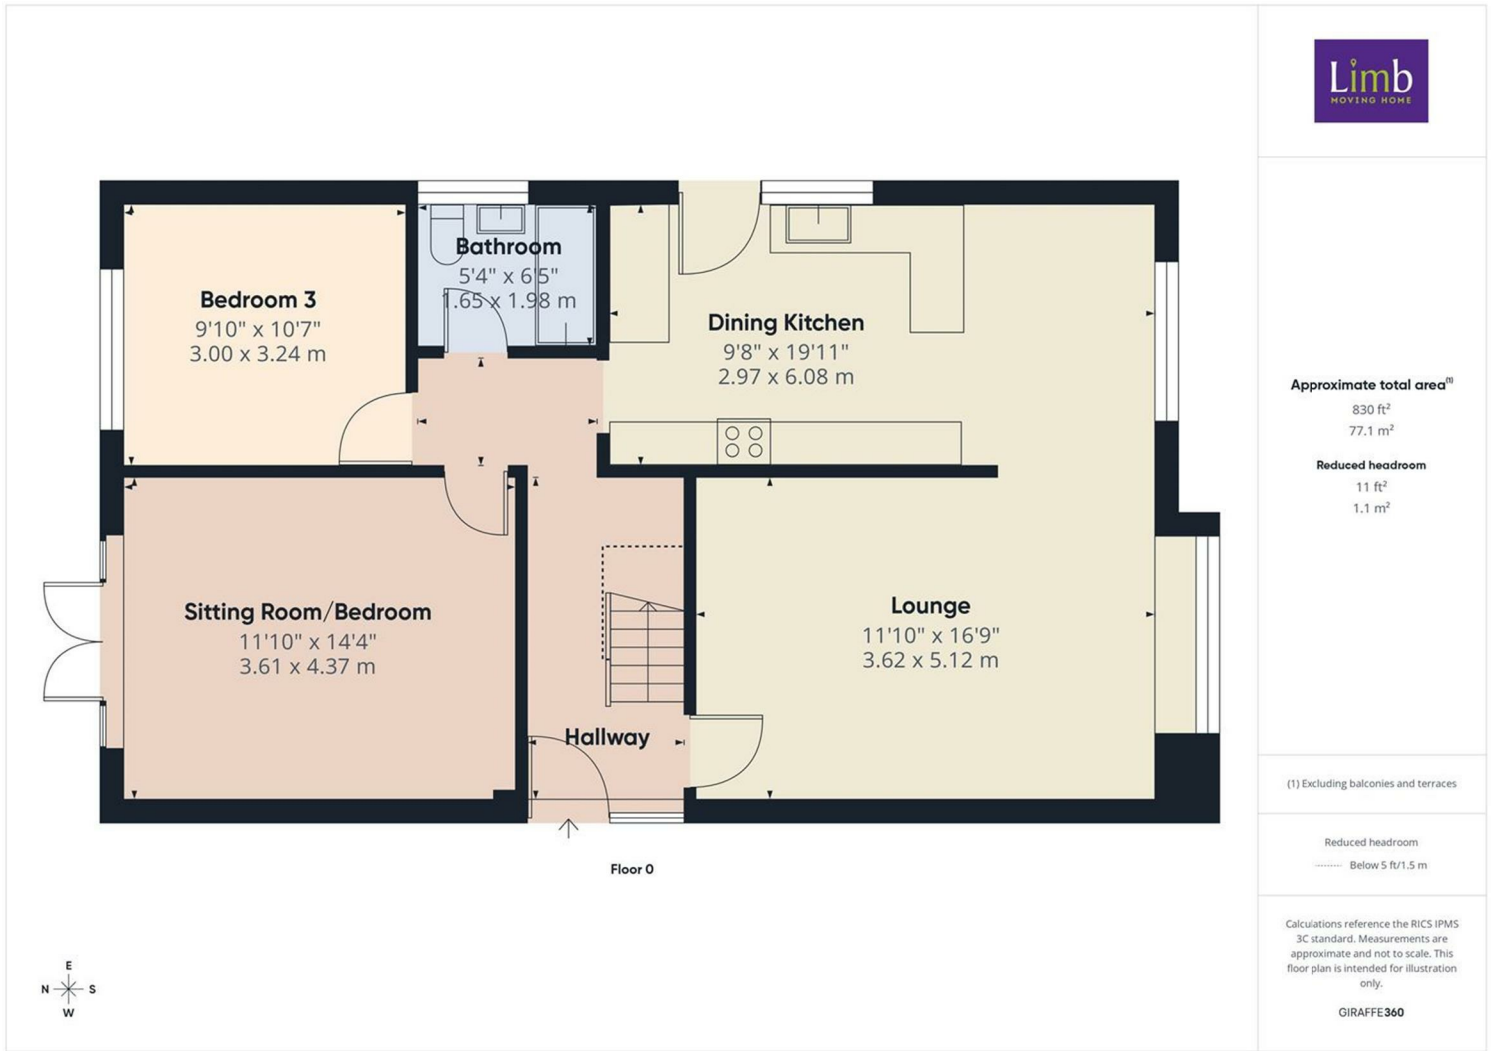 Limb
MOVING HOME
Bedroom 3
9'10" x 10'7"
3.00 x 3.24 m
Bathroom
5'4" x 6'5"
1.65 x 1.98 m
Dining Kitchen
9'8" x 19'11"
2.97 x 6.08 m
Sitting Room/Bedroom
11'10" x 14'4"
3.61 x 4.37 m
Lounge
11'10" x 16'9"
3.62 x 5.12 m
Hallway
Floor 0
E
N S
W
Approximate total area(1)
830 ft²
77.1 m²
Reduced headroom
11 ft²
1.1 m²
(1) Excluding balconies and terraces
Reduced headroom
Below 5 ft/1.5 m
Calculations reference the RICS IPMS
3C standard. Measurements are
approximate and not to scale. This
floor plan is intended for illustration
only.
GIRAFFE360